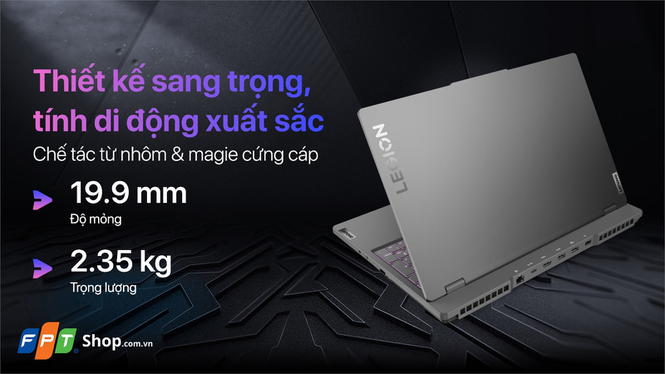 Thiết kế sang trọng,
tính di động xuất sắc
Chế tác từ nhôm & magie cứng cáp
19.9 mm
Độ mỏng
2.35 kg
Trọng lượng
LEGION
FPT Shop.com.vn